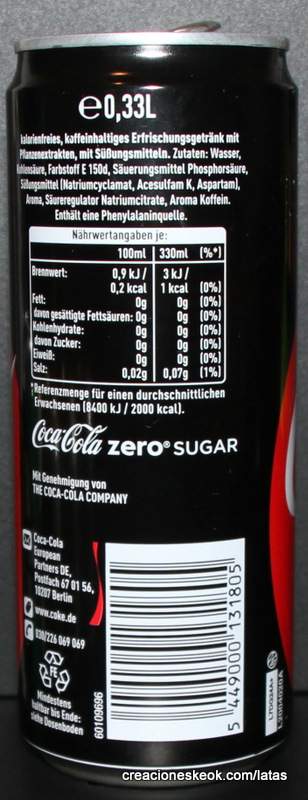 e0,33L
kalorienfreies, koffeinhaltiges Erfrischungsgetränk mit
Pflanzenextrakten, mit Süßungsmitteln. Zutaten: Wasser,
Kohlensäure, Farbstoff E 150d, Säuerungsmittel Phosphorsäure,
Süßungsmittel (Natriumcyclamat, Acesulfam K, Aspartam),
Aroma, Säureregulator Natriumcitrate, Aroma Koffein.
Enthält eine Phenylalaninquelle.
Nährwertangaben je:
100ml 330ml (%*)
Brennwert: 0,9 kJ / 3 kJ /
0,2 kcal 1 kcal (0%)
Fett: 0g 0g (0%)
davon gesättigte Fettsäuren: 0g 0g (0%)
Kohlenhydrate: 0g 0g (0%)
davon Zucker: 0g 0g (0%)
Eiweiß: 0g 0g (0%)
Salz: 0,02g 0,07g (1%)
*Referenzmenge für einen durchschnittlichen
Erwachsenen (8400 kJ / 2000 kcal).
Coca-Cola zero® SUGAR
Mit Genehmigung von
THE COCA-COLA COMPANY
Coca-Cola
European
Partners DE,
Postfach 67 01 56,
10207 Berlin
www.coke.de
030/226 069 069
FE
Mindestens
haltbar bis Ende:
siehe Dosenboden
60109696
5 449000 131805
creacioneskeok.com/latas